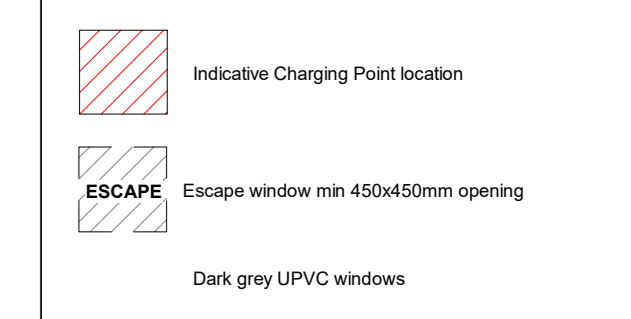 Indicative Charging Point location
ESCAPE Escape window min 450x450mm opening
Dark grey UPVC windows